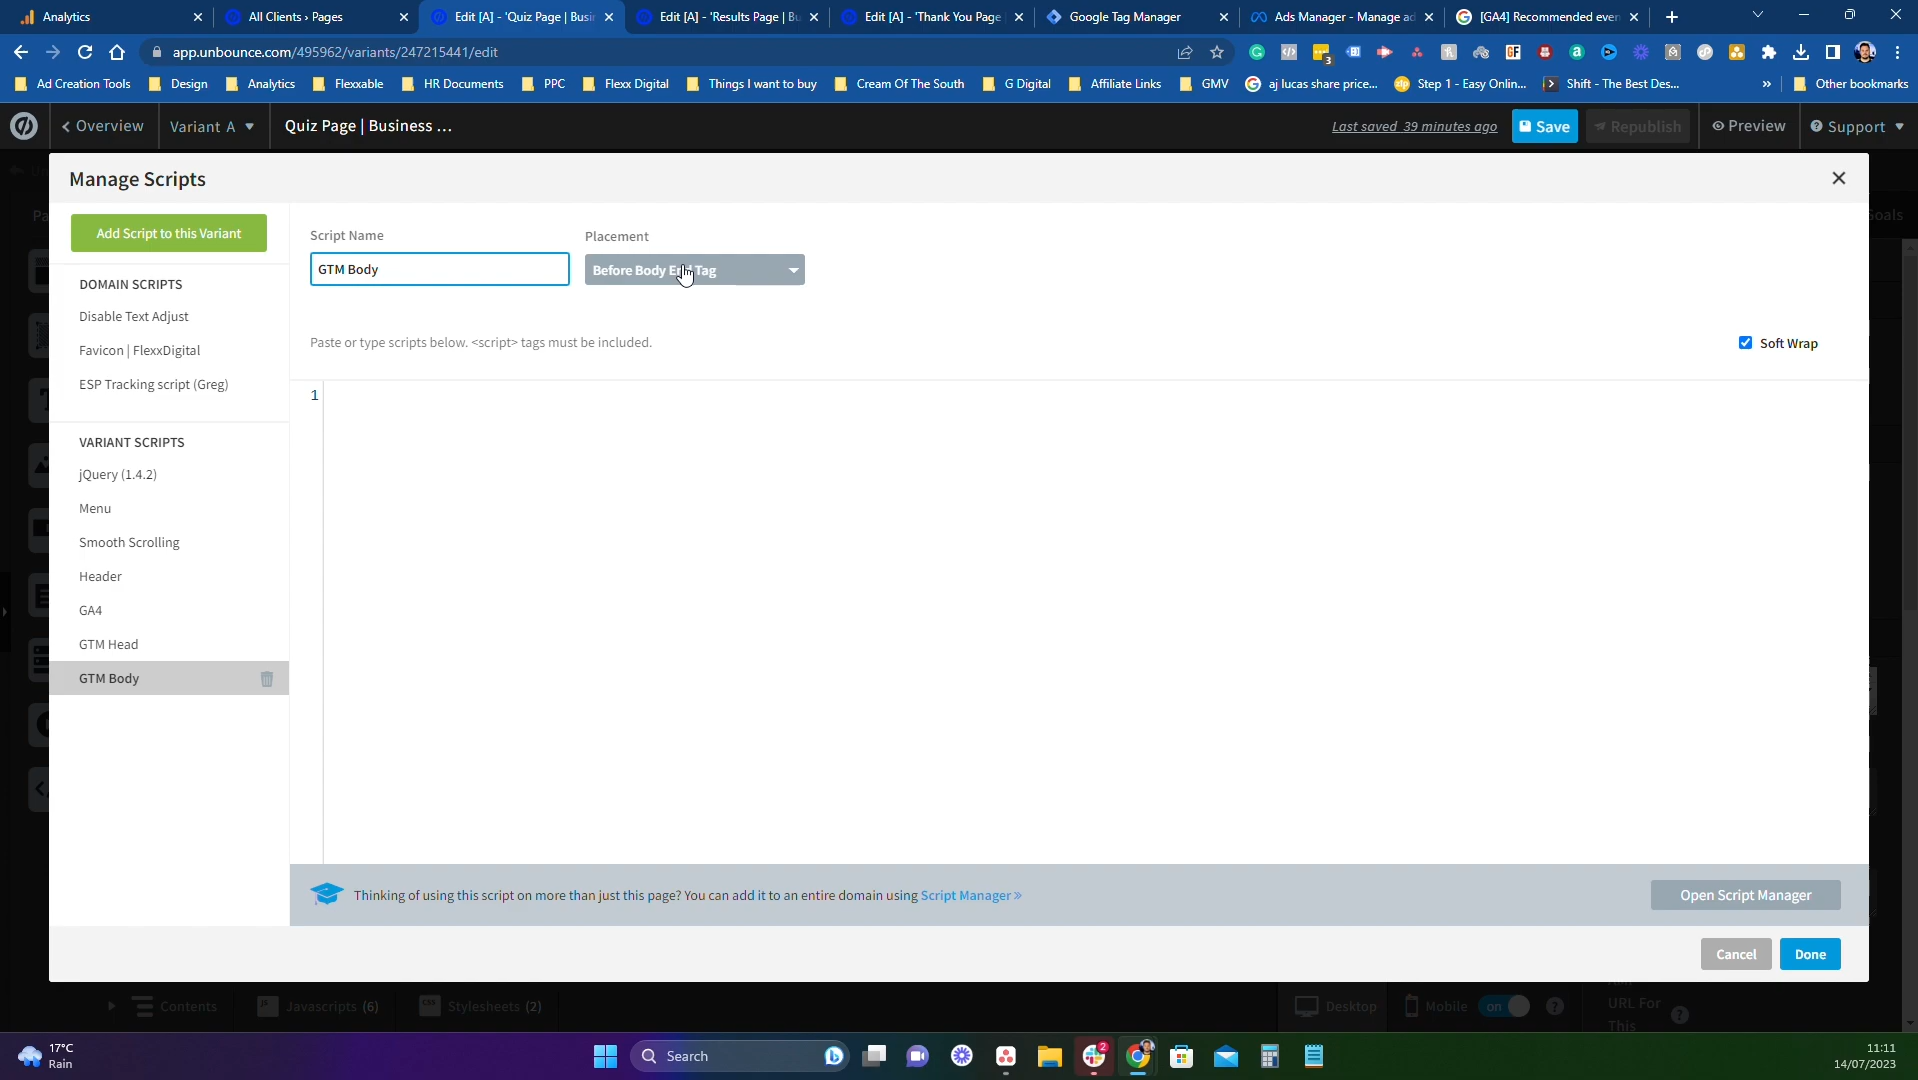 Analytics
All Clients › Pages
Edit [A] - 'Quiz Page | Busin
Edit [A] - 'Results Page | Bu
Edit [A] - 'Thank You Page
Google Tag Manager
Ads Manager - Manage ad
[GA4] Recommended even
app.unbounce.com/495962/variants/247215441/edit
3
Ad Creation Tools
Design
Analytics
Flexxable
HR Documents
PPC
Flexx Digital
Things I want to buy
Cream Of The South
G Digital
Affiliate Links
GMV
aj lucas share price...
Step 1 - Easy Onlin...
Shift - The Best Des...
»
Other bookmarks
Overview
Variant A
Quiz Page | Business ...
Last saved 39 minutes ago
Save
Republish
Preview
Support
Manage Scripts
Add Script to this Variant
Script Name
Placement
GTM Body
Before Body End Tag
DOMAIN SCRIPTS
Disable Text Adjust
Favicon | FlexxDigital
ESP Tracking script (Greg)
Paste or type scripts below. <script> tags must be included.
Soft Wrap
1
VARIANT SCRIPTS
jQuery (1.4.2)
Menu
Smooth Scrolling
Header
GA4
GTM Head
GTM Body
Thinking of using this script on more than just this page? You can add it to an entire domain using Script Manager »
Open Script Manager
Cancel
Done
Contents
Javascripts (6)
Stylesheets (2)
Desktop
Mobile
on
URL For
This
17°C
Rain
Search
2
11:11
14/07/2023